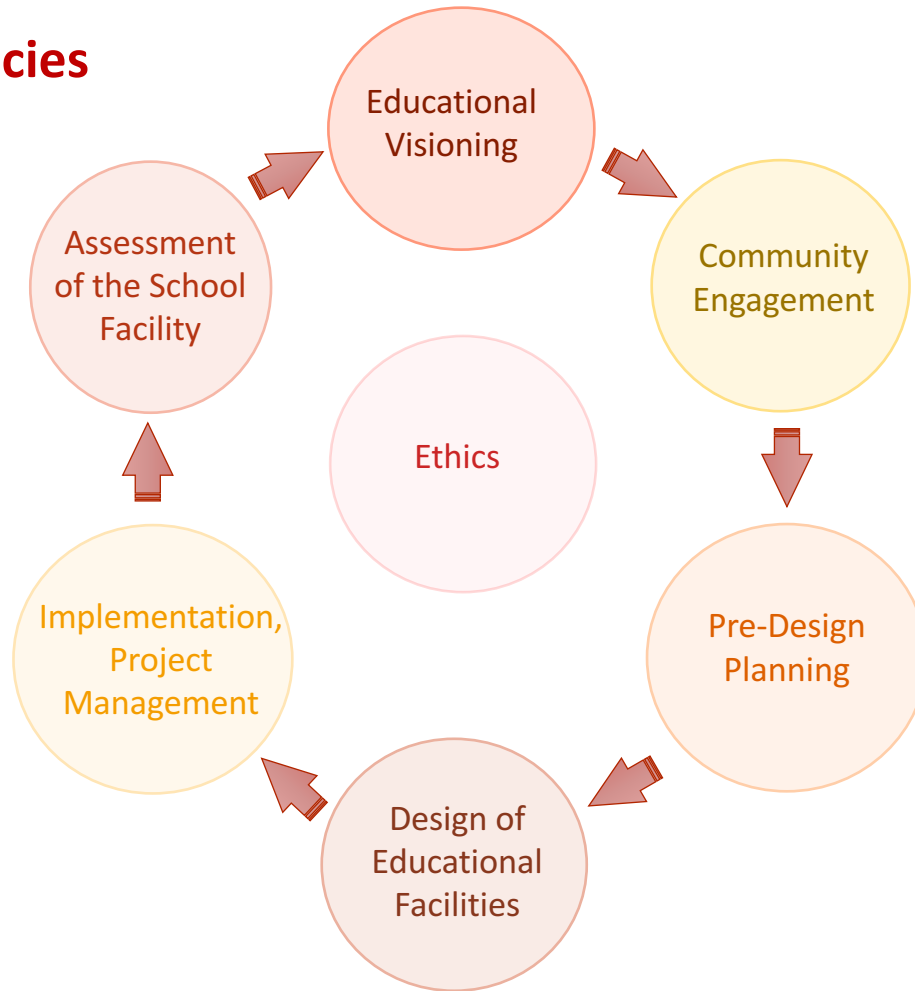 cies
Educational
Visioning
Community
Engagement
Pre-Design
Planning
Design of
Educational
Facilities
Implementation,
Project
Management
Assessment
of the School
Facility
Ethics